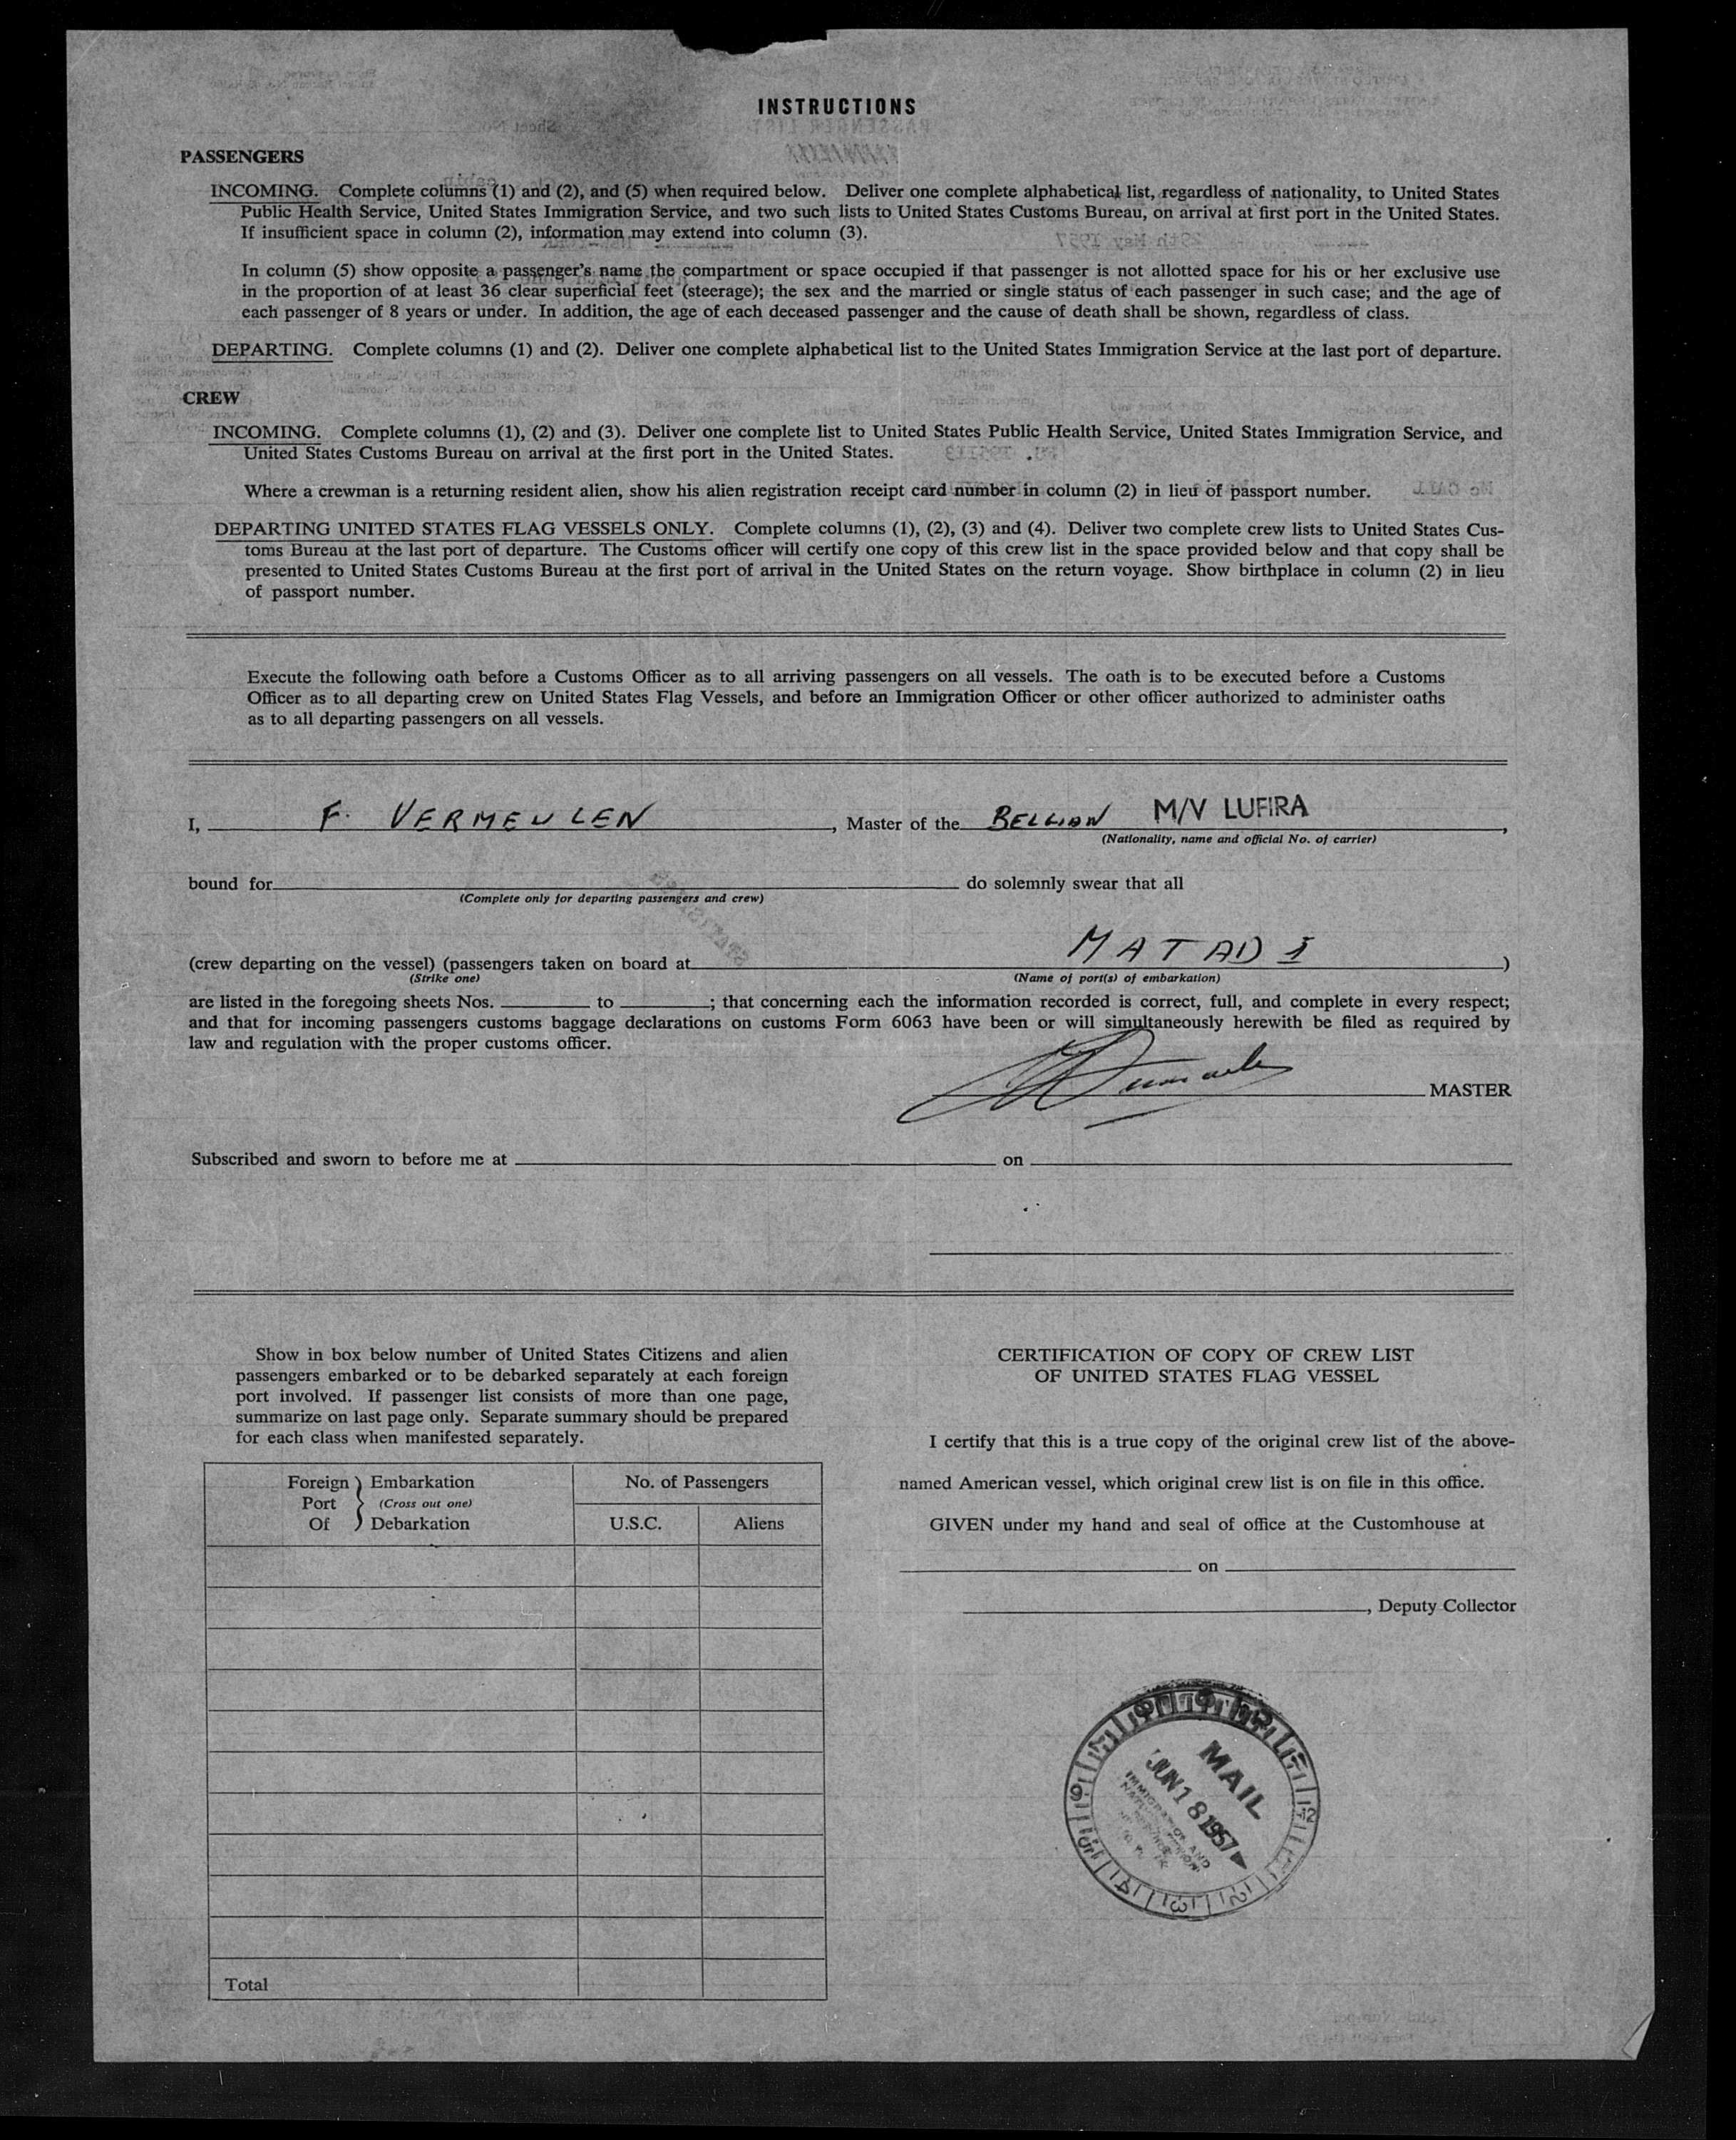 INSTRUCTIONS
PASSENGERS
INCOMING. Complete columns (1) and (2), and (5) when required below. Deliver one complete alphabetical list, regardless of nationality, to United States
Public Health Service, United States Immigration Service, and two such lists to United States Customs Bureau, on arrival at first port in the United States.
If insufficient space in column (2), information may extend into column (3).
In column (5) show opposite a passenger's name the compartment or space occupied if that passenger is not allotted space for his or her exclusive use
in the proportion of at least 36 clear superficial feet (steerage); the sex and the married or single status of each passenger in such case; and the age of
each passenger of 8 years or under. In addition, the age of each deceased passenger and the cause of death shall be shown, regardless of class.
DEPARTING. Complete columns (1) and (2). Deliver one complete alphabetical list to the United States Immigration Service at the last port of departure.
CREW
INCOMING. Complete columns (1), (2) and (3). Deliver one complete list to United States Public Health Service, United States Immigration Service, and
United States Customs Bureau on arrival at the first port in the United States.
Where a crewman is a returning resident alien, show his alien registration receipt card number in column (2) in lieu of passport number.
DEPARTING UNITED STATES FLAG VESSELS ONLY. Complete columns (1), (2), (3) and (4). Deliver two complete crew lists to United States Cus-
toms Bureau at the last port of departure. The Customs officer will certify one copy of this crew list in the space provided below and that copy shall be
presented to United States Customs Bureau at the first port of arrival in the United States on the return voyage. Show birthplace in column (2) in lieu
of passport number.
Execute the following oath before a Customs Officer as to all arriving passengers on all vessels. The oath is to be executed before a Customs
Officer as to all departing crew on United States Flag Vessels, and before an Immigration Officer or other officer authorized to administer oaths
as to all departing passengers on all vessels.
I, F. VERMEULEN, Master of the BELGIAN M/V LUFIRA,
(Nationality, name and official No. of carrier)
bound for do solemnly swear that all
(Complete only for departing passengers and crew)
(crew departing on the vessel) (passengers taken on board at MATADI)
(Strike one) (Name of port(s) of embarkation)
are listed in the foregoing sheets Nos. to ; that concerning each the information recorded is correct, full, and complete in every respect;
and that for incoming passengers customs baggage declarations on customs Form 6063 have been or will simultaneously herewith be filed as required by
law and regulation with the proper customs officer.
MASTER
Subscribed and sworn to before me at on
Show in box below number of United States Citizens and alien
passengers embarked or to be debarked separately at each foreign
port involved. If passenger list consists of more than one page,
summarize on last page only. Separate summary should be prepared
for each class when manifested separately.
Foreign Embarkation No. of Passengers
Port (Cross out one)
Of Debarkation U.S.C. Aliens
Total
CERTIFICATION OF COPY OF CREW LIST
OF UNITED STATES FLAG VESSEL
I certify that this is a true copy of the original crew list of the above-
named American vessel, which original crew list is on file in this office.
GIVEN under my hand and seal of office at the Customhouse at
on
, Deputy Collector
MAIL
JUN 18 1957
IMMIGRATION AND